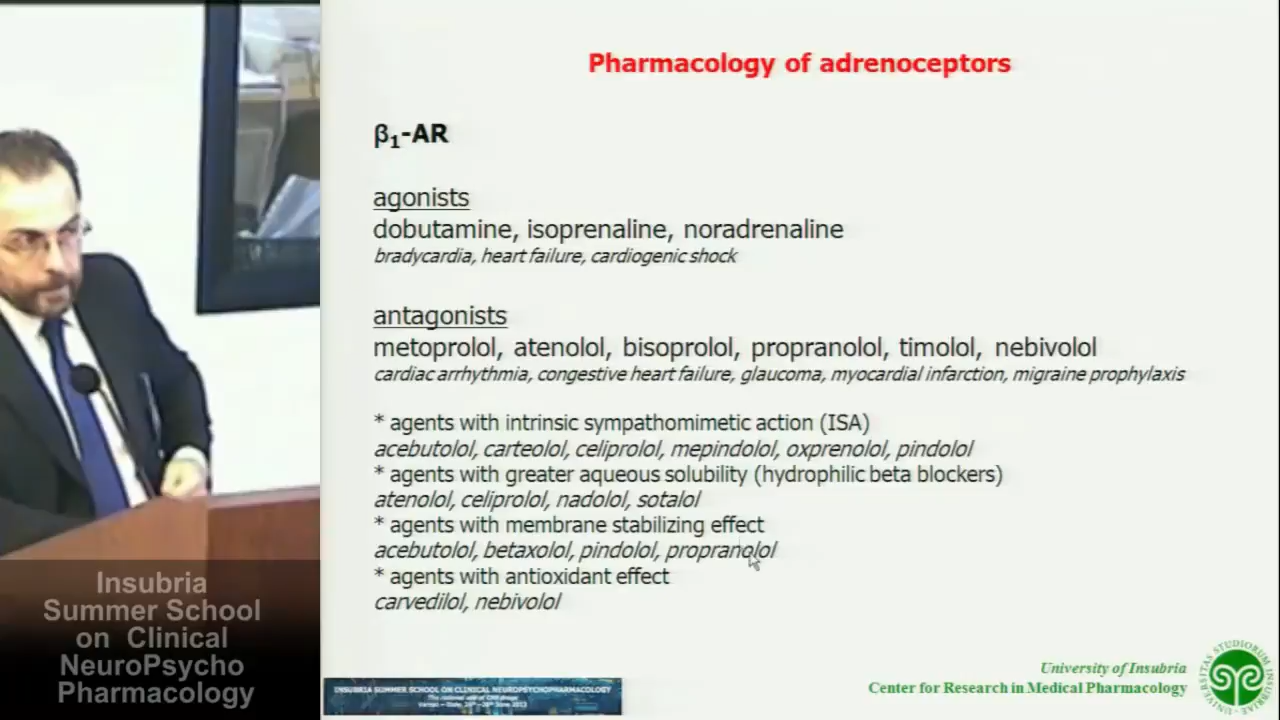 Pharmacology of adrenoceptors
β1-AR
agonists
dobutamine, isoprenaline, noradrenaline
bradycardia, heart failure, cardiogenic shock
antagonists
metoprolol, atenolol, bisoprolol, propranolol, timolol, nebivolol
cardiac arrhythmia, congestive heart failure, glaucoma, myocardial infarction, migraine prophylaxis
* agents with intrinsic sympathomimetic action (ISA)
acebutolol, carteolol, celiprolol, mepindolol, oxprenolol, pindolol
* agents with greater aqueous solubility (hydrophilic beta blockers)
atenolol, celiprolol, nadolol, sotalol
* agents with membrane stabilizing effect
acebutolol, betaxolol, pindolol, propranolol
* agents with antioxidant effect
carvedilol, nebivolol
Insubria
Summer School
on Clinical
NeuroPsycho
Pharmacology
INSUBRIA SUMMER SCHOOL ON CLINICAL NEUROPSYCHOPHARMACOLOGY
University of Insubria
Center for Research in Medical Pharmacology